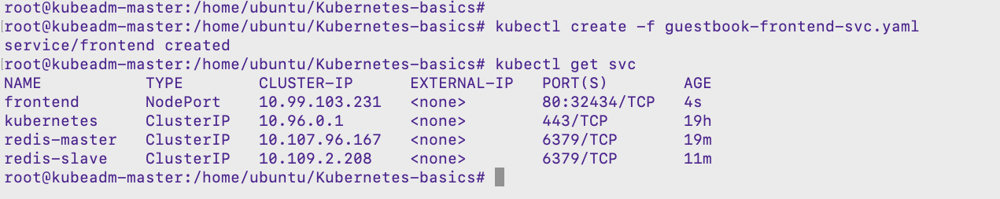 root@kubeadm-master:/home/ubuntu/Kubernetes-basics#
[root@kubeadm-master:/home/ubuntu/Kubernetes-basics# kubectl create -f guestbook-frontend-svc.yaml
service/frontend created
[root@kubeadm-master:/home/ubuntu/Kubernetes-basics# kubectl get svc
NAME           TYPE        CLUSTER-IP      EXTERNAL-IP   PORT(S)        AGE
frontend       NodePort    10.99.103.231   <none>        80:32434/TCP   4s
kubernetes     ClusterIP   10.96.0.1       <none>        443/TCP        19h
redis-master   ClusterIP   10.107.96.167   <none>        6379/TCP       19m
redis-slave    ClusterIP   10.109.2.208    <none>        6379/TCP       11m
root@kubeadm-master:/home/ubuntu/Kubernetes-basics#